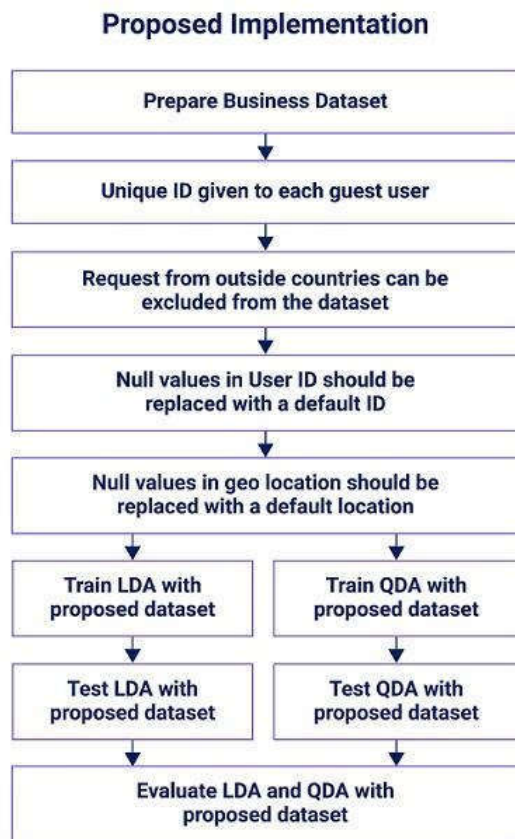 Proposed Implementation
Prepare Business Dataset
Unique ID given to each guest user
Request from outside countries can be
excluded from the dataset
Null values in User ID should be
replaced with a default ID
Null values in geo location should be
replaced with a default location
Train LDA with
proposed dataset
Train QDA with
proposed dataset
Test LDA with
proposed dataset
Test QDA with
proposed dataset
Evaluate LDA and QDA with
proposed dataset